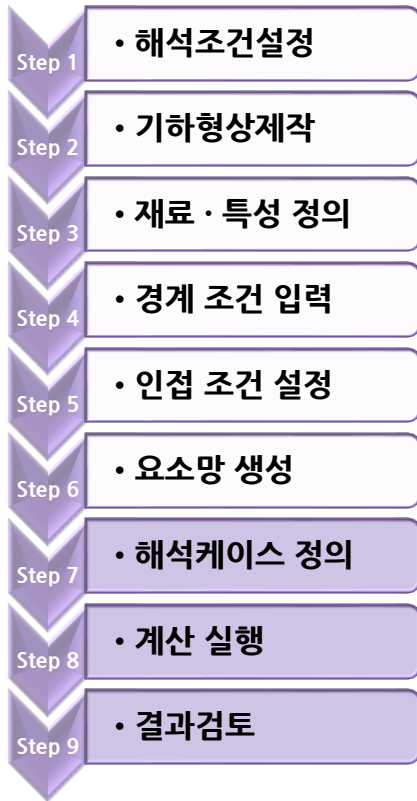 Step 1
• 해석조건설정
Step 2
• 기하형상제작
Step 3
• 재료 · 특성 정의
Step 4
• 경계 조건 입력
Step 5
• 인접 조건 설정
Step 6
• 요소망 생성
Step 7
• 해석케이스 정의
Step 8
• 계산 실행
Step 9
• 결과검토